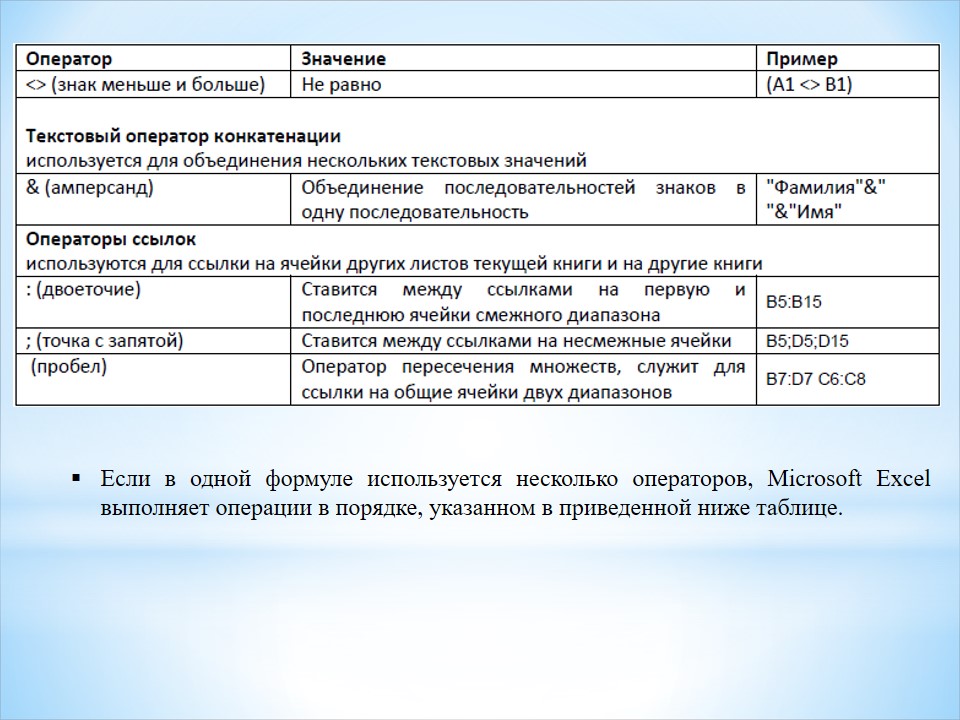 Оператор Значение Пример
<> (знак меньше и больше) Не равно (A1 <> B1)
Текстовый оператор конкатенации
используется для объединения нескольких текстовых значений
& (амперсанд) Объединение последовательностей знаков в "Фамилия"&"
одну последовательность "&"Имя"
Операторы ссылок
используются для ссылки на ячейки других листов текущей книги и на другие книги
: (двоеточие) Ставится между ссылками на первую и
последнюю ячейки смежного диапазона B5:B15
; (точка с запятой) Ставится между ссылками на несмежные ячейки B5;D5;D15
(пробел) Оператор пересечения множеств, служит для
ссылки на общие ячейки двух диапазонов B7:D7 C6:C8
▪ Если в одной формуле используется несколько операторов, Microsoft Excel
выполняет операции в порядке, указанном в приведенной ниже таблице.